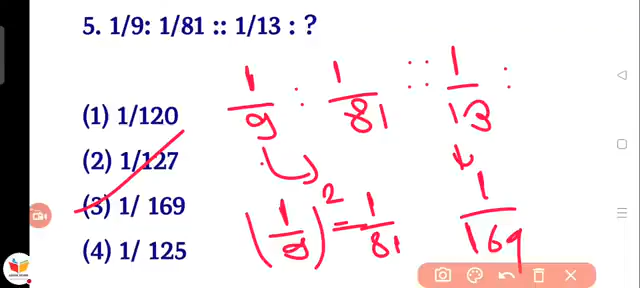 5. 1/9: 1/81 :: 1/13 : ?
1/9 : 1/81 :: 1/13 :
(1) 1/120
(2) 1/127
(3) 1/ 169
(4) 1/ 125
(1/9)² = 1/81
1/169